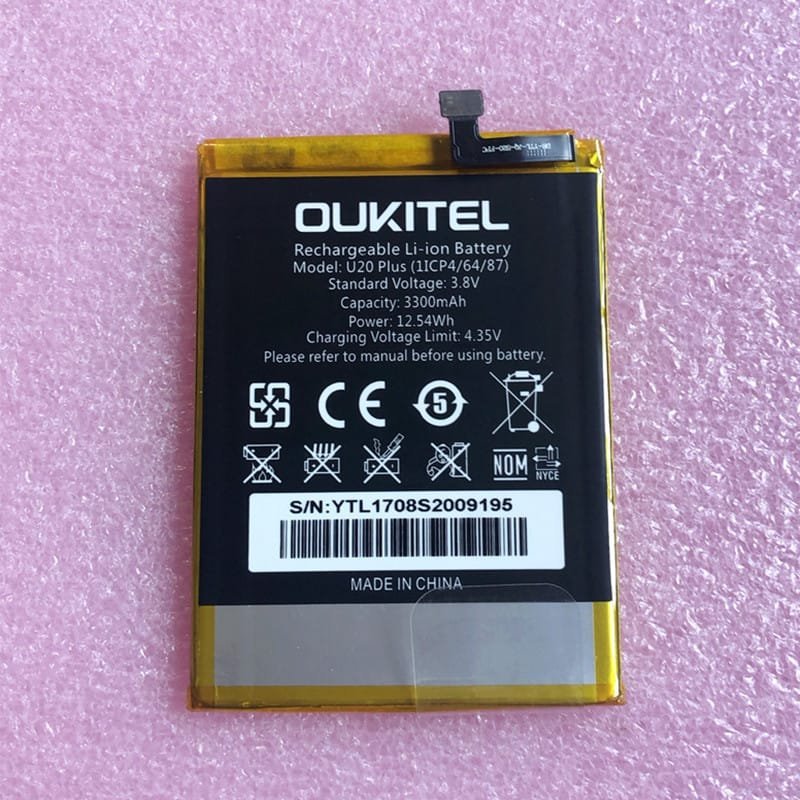 OUKITEL
Rechargeable Li-ion Battery
Model: U20 Plus (1ICP4/64/87)
Standard Voltage: 3.8V
Capacity: 3300mAh
Power: 12.54Wh
Charging Voltage Limit: 4.35V
Please refer to manual before using battery.
CE
5
NOM
NYCE
S/N:YTL1708S2009195
MADE IN CHINA